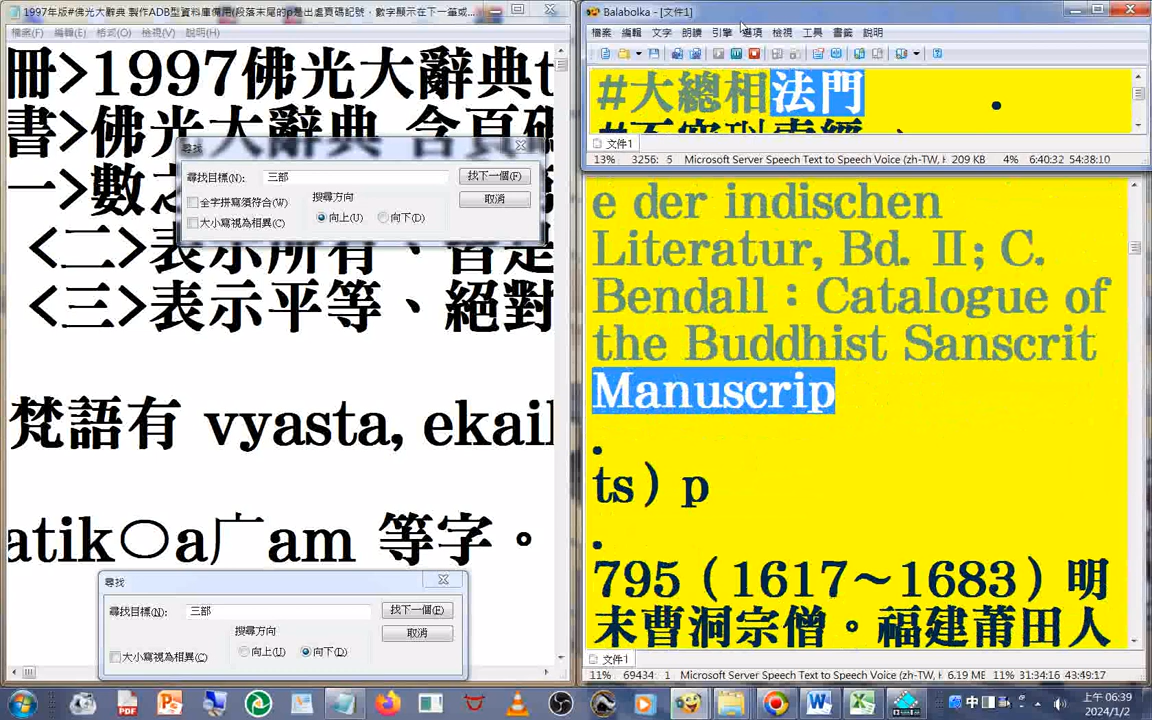 1997年版#佛光大辭典 製作ADB型資料庫備用(段落末尾的p是出處頁碼記號，數字顯示在下一筆或...
檔案(F) 編輯(E) 格式(O) 檢視(V) 說明(H)
冊>1997佛光大辭典t
書>佛光大辭典 含頁碼
尋找
尋找目標(N): 三部 找下一個(F)
全字拼寫須符合(W) 搜尋方向 取消
大小寫視為相異(C) 向上(U) 向下(D)
一>數之
<二>表示所有、皆是
<三>表示平等、絕對
梵語有 vyasta, ekaik
atik〇a广am 等字。
尋找
尋找目標(N): 三部 找下一個(F)
搜尋方向 取消
大小寫視為相異(C) 向上(U) 向下(D)
Balabolka - [文件1]
檔案 編輯 文字 朗讀 引擎 選項 檢視 工具 書籤 說明
#大總相法門
文件1
13% 3256: 5 Microsoft Server Speech Text to Speech Voice (zh-TW, H 209 KB 4% 6:40:32 54:38:10
e der indischen
Literatur, Bd. Ⅱ; C.
Bendall：Catalogue of
the Buddhist Sanscrit
Manuscrip
.
ts）p
.
795（1617～1683）明
末曹洞宗僧。福建莆田人
文件1
11% 69434: 1 Microsoft Server Speech Text to Speech Voice (zh-TW, 6.19 MB 11% 31:34:16 43:49:17
中
上午 06:39
2024/1/2